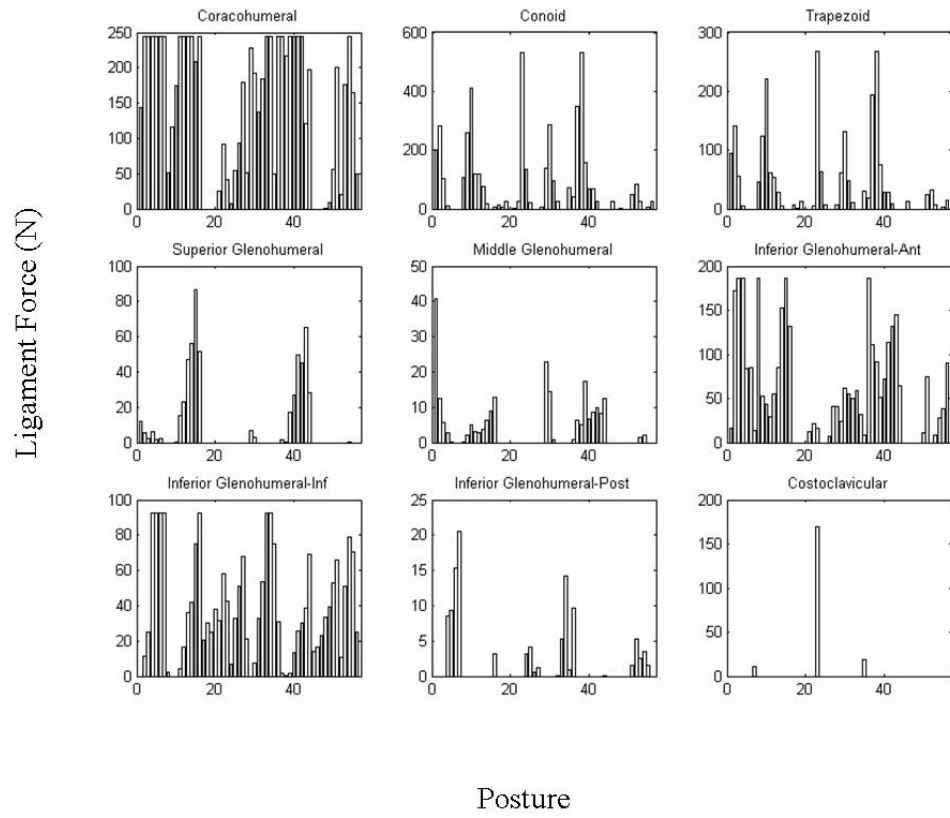 Coracohumeral
Conoid
Trapezoid
250
200
150
100
50
0
0 20 40
600
400
200
0
0 20 40
300
200
100
0
0 20 40
Superior Glenohumeral
Middle Glenohumeral
Inferior Glenohumeral-Ant
100
80
60
40
20
0
0 20 40
50
40
30
20
10
0
0 20 40
200
150
100
50
0
0 20 40
Inferior Glenohumeral-Inf
Inferior Glenohumeral-Post
Costoclavicular
100
80
60
40
20
0
0 20 40
25
20
15
10
5
0
0 20 40
200
150
100
50
0
0 20 40
Ligament Force (N)
Posture